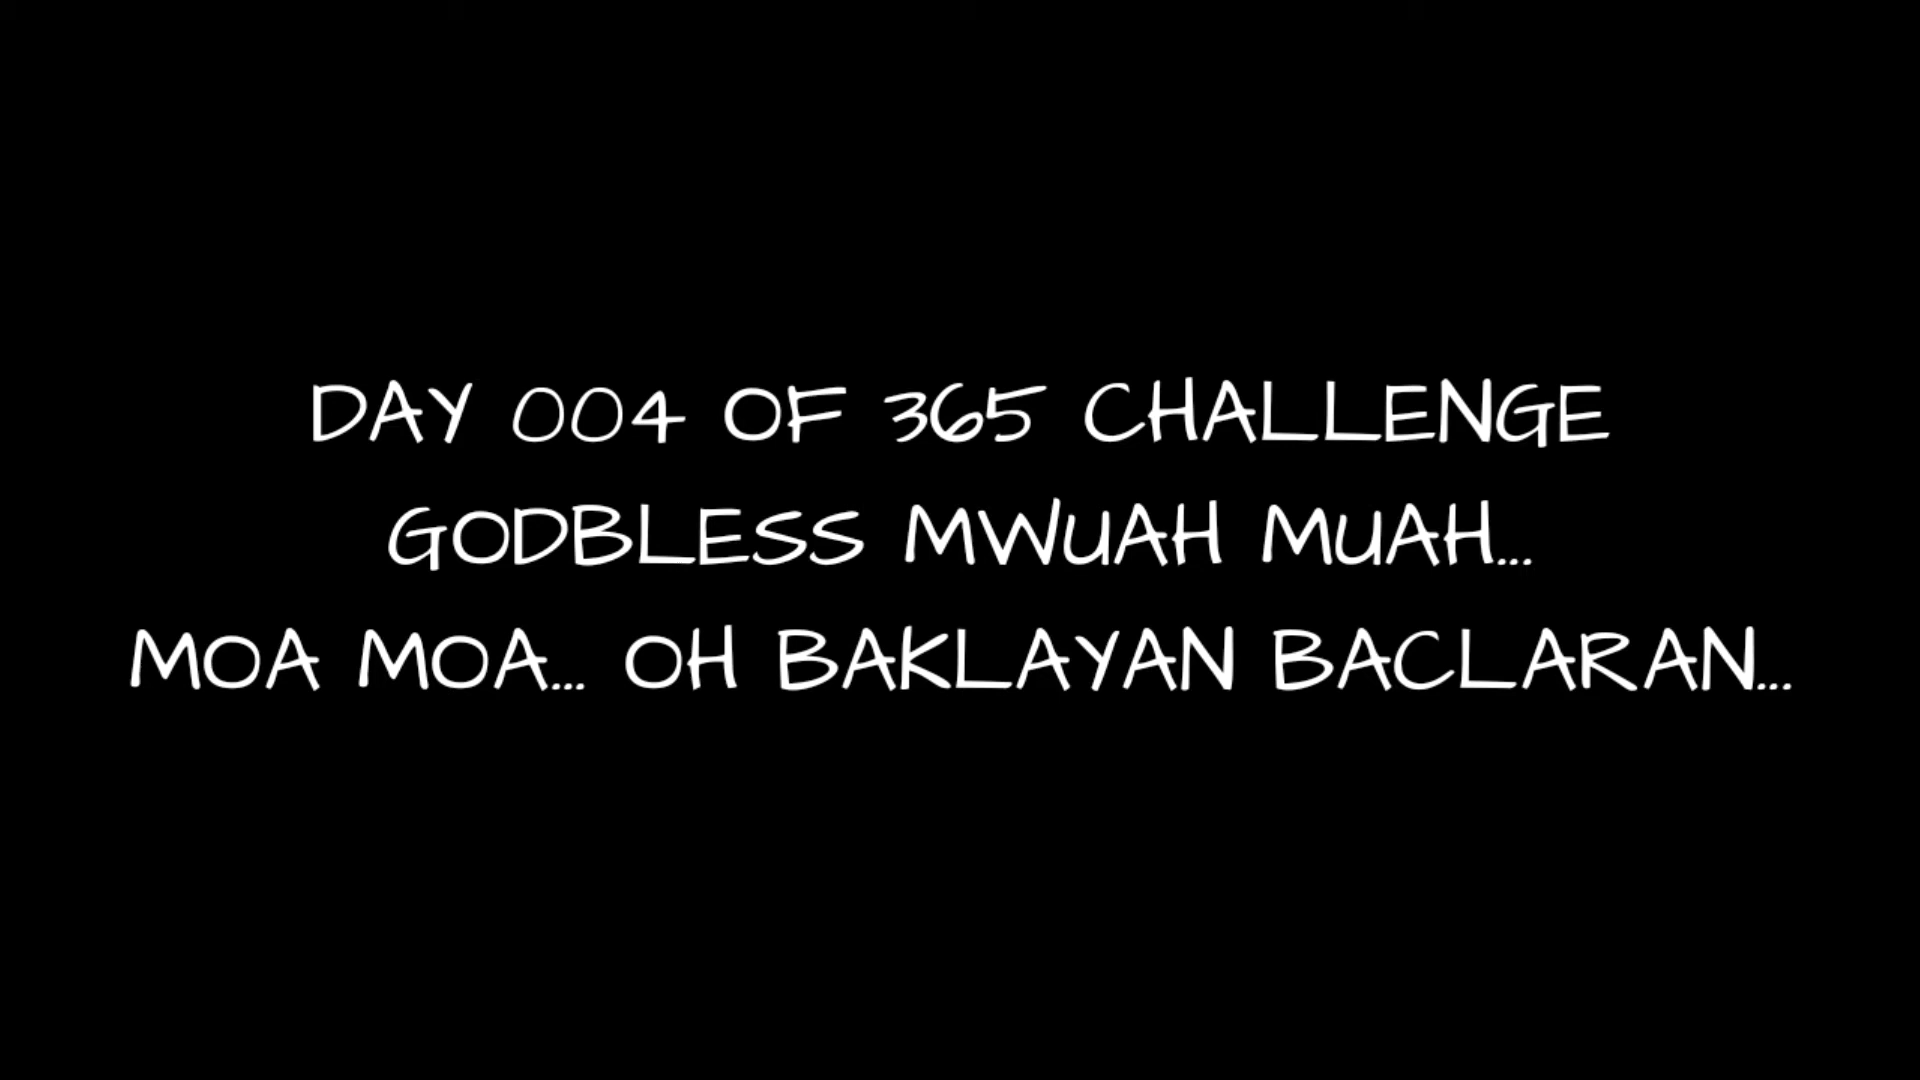 DAY 004 OF 365 CHALLENGE
GODBLESS MWUAH MUAH...
MOA MOA... OH BAKLAYAN BACLARAN...